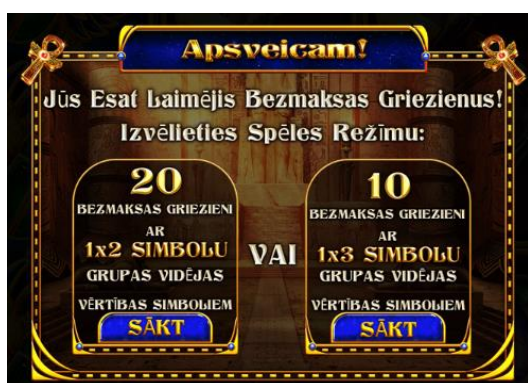 Apsveicam!
Jūs Esat Laimējis Bezmaksas Griezienus!
Izvēlieties Spēles Režīmu:
20
BEZMAKSAS GRIEZIENI
AR
1x2 SIMBOLU
GRUPAS VIDĒJAS
VĒRTĪBAS SIMBOLIEM
SĀKT
VAI
10
BEZMAKSAS GRIEZIENI
AR
1x3 SIMBOLU
GRUPAS VIDĒJAS
VĒRTĪBAS SIMBOLIEM
SĀKT